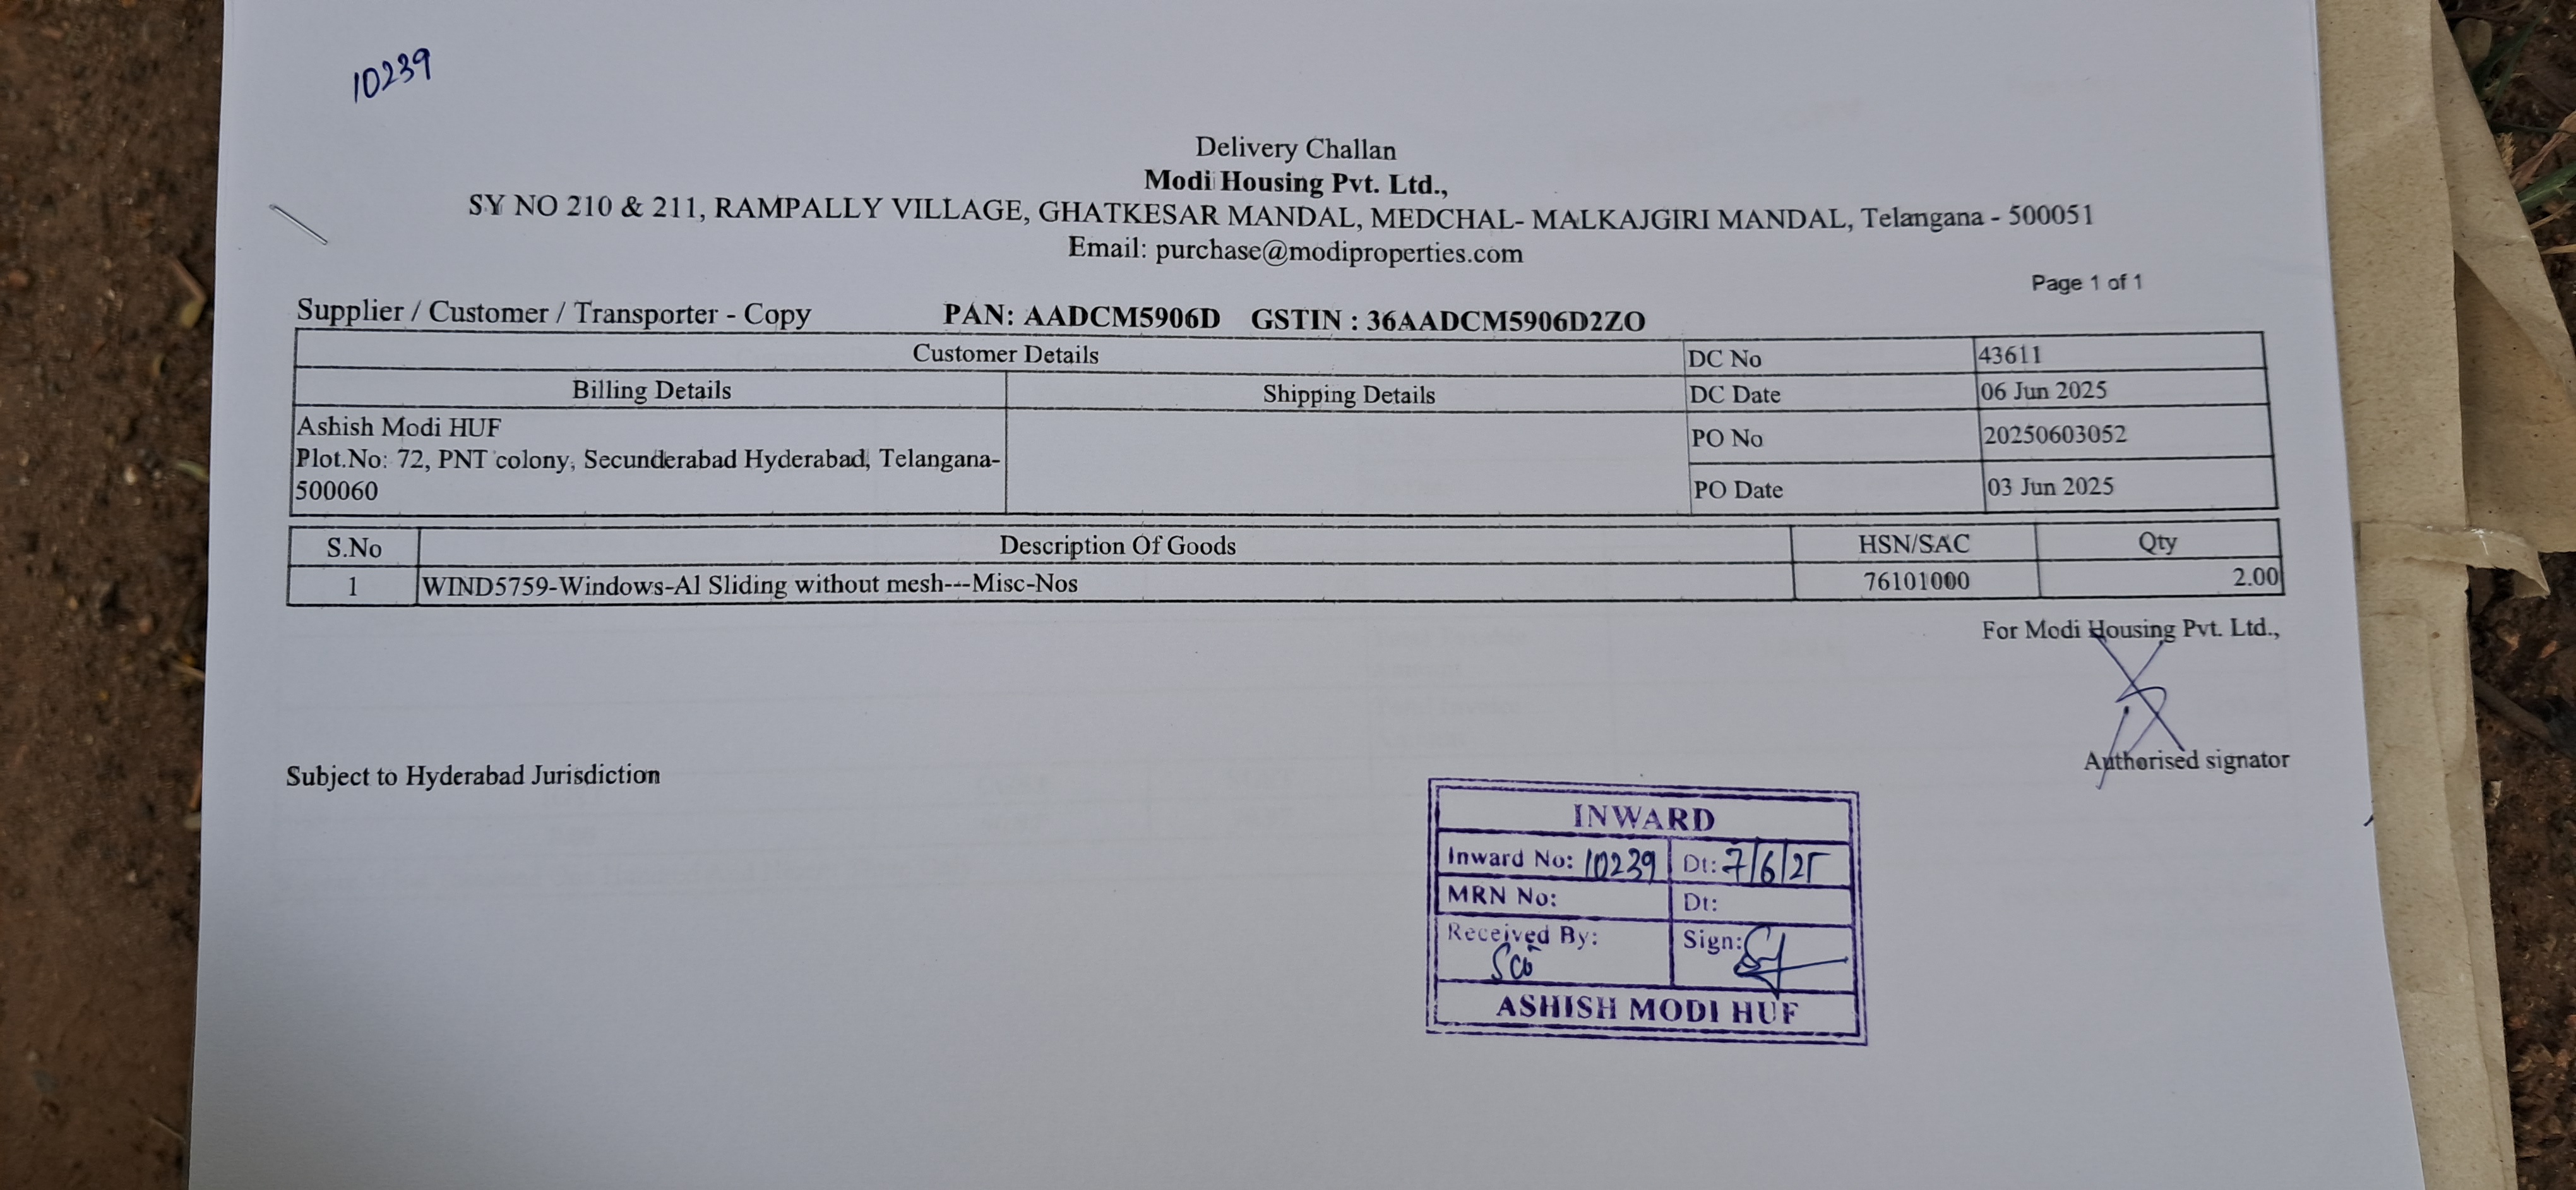 10239
Delivery Challan
Modi Housing Pvt. Ltd.,
SY NO 210 & 211, RAMPALLY VILLAGE, GHATKESAR MANDAL, MEDCHAL- MALKAJGIRI MANDAL, Telangana - 500051
Email: purchase@modiproperties.com
Page 1 of 1
Supplier / Customer / Transporter - Copy PAN: AADCM5906D GSTIN : 36AADCM5906D2ZO
Customer Details DC No 43611
Billing Details Shipping Details DC Date 06 Jun 2025
Ashish Modi HUF PO No 20250603052
Plot.No: 72, PNT colony, Secunderabad Hyderabad, Telangana-
500060 PO Date 03 Jun 2025
S.No Description Of Goods HSN/SAC Qty
1 WIND5759-Windows-Al Sliding without mesh---Misc-Nos 76101000 2.00
For Modi Housing Pvt. Ltd.,
Authorised signator
Subject to Hyderabad Jurisdiction
INWARD
Inward No: 10239 Dt: 7/6/25
MRN No: Dt:
Received By: Sign:
ASHISH MODI HUF